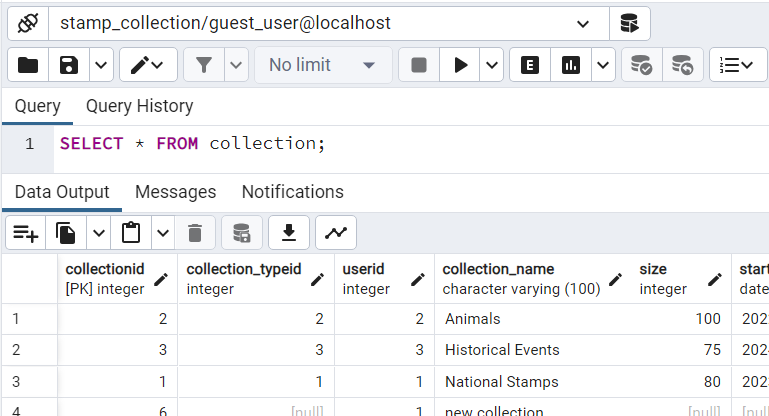 stamp_collection/guest_user@localhost
No limit
E
Query Query History
1 SELECT * FROM collection;
Data Output Messages Notifications
collectionid collection_typeid userid collection_name size start
[PK] integer integer integer character varying (100) integer date
1 2 2 2 Animals 100 202
2 3 3 3 Historical Events 75 202
3 1 1 1 National Stamps 80 202
4 6 [null] 1 new collection [null] [null]